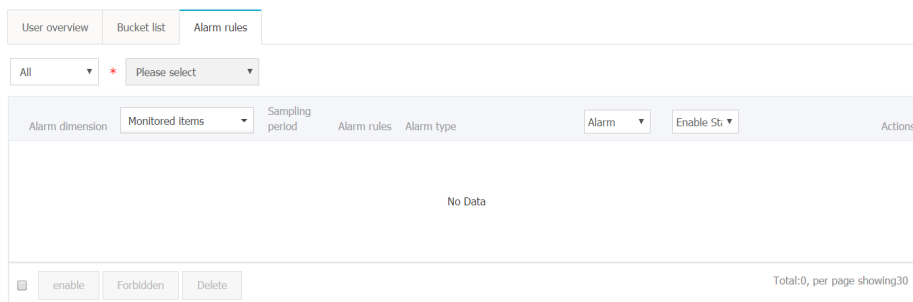 User overview Bucket list Alarm rules
All * Please select
Alarm dimension Monitored items Sampling period Alarm rules Alarm type Alarm Enable Sta Actions
No Data
enable Forbidden Delete Total:0, per page showing30